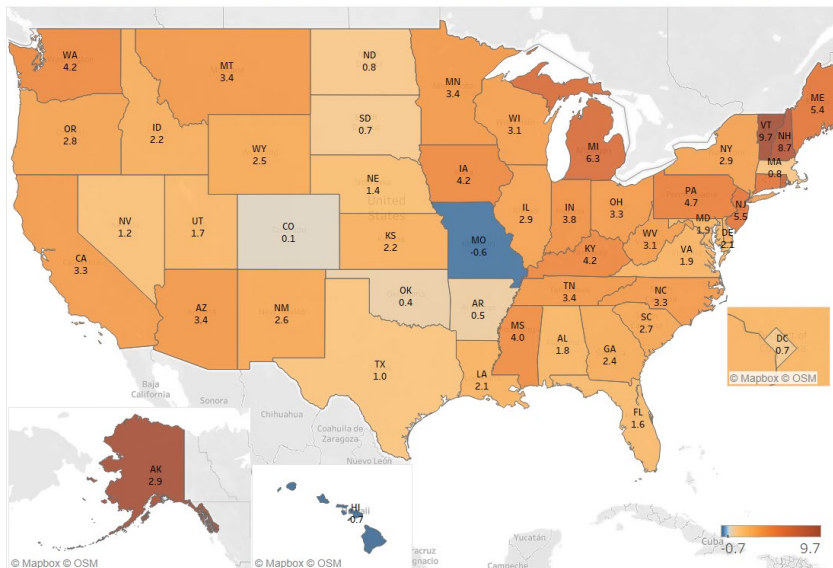 WA
4.2
MT
3.4
ND
0.8
MN
3.4
ME
5.4
VT
9.7
NH
8.7
OR
2.8
ID
2.2
SD
0.7
WI
3.1
MI
6.3
NY
2.9
MA
0.8
WY
2.5
IA
4.2
NE
1.4
United
States
PA
4.7
NJ
5.5
NV
1.2
UT
1.7
CO
0.1
KS
2.2
MO
-0.6
IL
2.9
IN
3.8
OH
3.3
WV
3.1
MD
1.9
DE
2.1
CA
3.3
KY
4.2
VA
1.9
AZ
3.4
NM
2.6
OK
0.4
AR
0.5
TN
3.4
NC
3.3
SC
2.7
TX
1.0
LA
2.1
MS
4.0
AL
1.8
GA
2.4
FL
1.6
DC
0.7
© Mapbox © OSM
Baja
California
Sonora
Chihuahua
Coahuila de
Zaragoza
Nuevo León
AK
2.9
© Mapbox © OSM
HI
-0.7
© Mapbox © OSM
Yucatán
Campeche
Cuba
-0.7
9.7